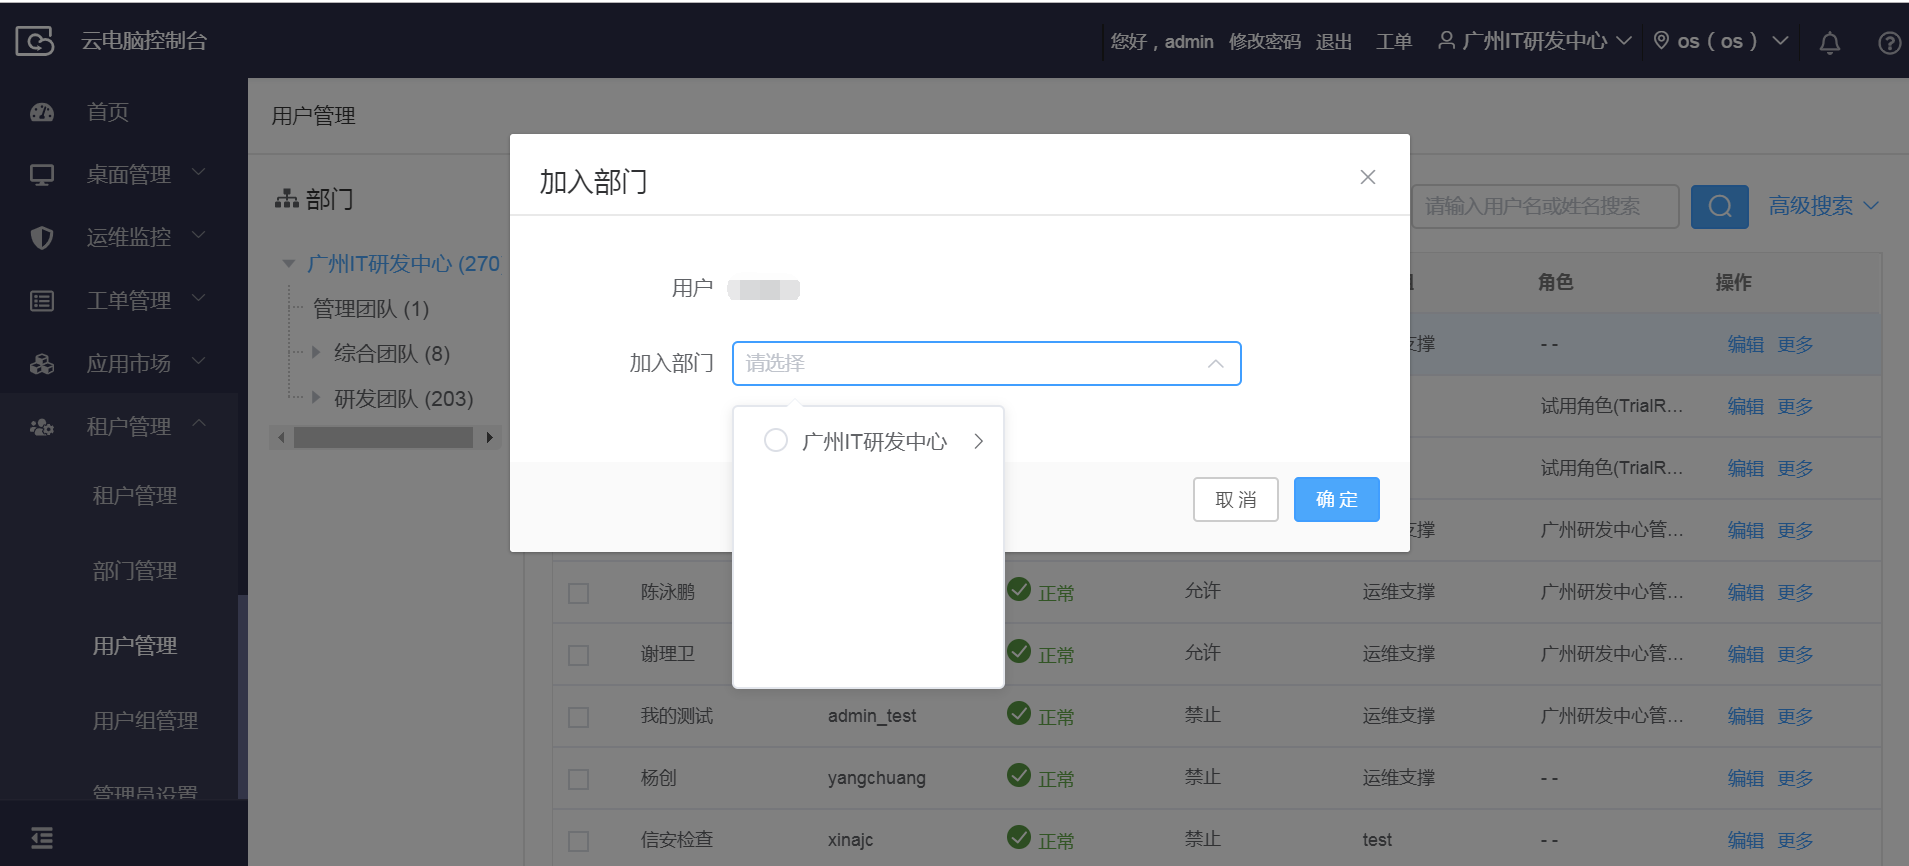 云电脑控制台
您好，admin 修改密码 退出 工单 广州IT研发中心 os（os）
首页
桌面管理
运维监控
工单管理
应用市场
租户管理
租户管理
部门管理
用户管理
用户组管理
管理员设置
用户管理
部门
广州IT研发中心 (270
管理团队 (1)
综合团队 (8)
研发团队 (203)
加入部门
用户
加入部门 请选择
广州IT研发中心
取 消 确 定
请输入用户名或姓名搜索 高级搜索
角色 操作
支撑 - - 编辑 更多
试用角色(TrialR... 编辑 更多
试用角色(TrialR... 编辑 更多
支撑 广州研发中心管... 编辑 更多
陈泳鹏 正常 允许 运维支撑 广州研发中心管... 编辑 更多
谢理卫 正常 允许 运维支撑 广州研发中心管... 编辑 更多
我的测试 admin_test 正常 禁止 运维支撑 广州研发中心管... 编辑 更多
杨创 yangchuang 正常 禁止 运维支撑 - - 编辑 更多
信安检查 xinajc 正常 禁止 test - - 编辑 更多